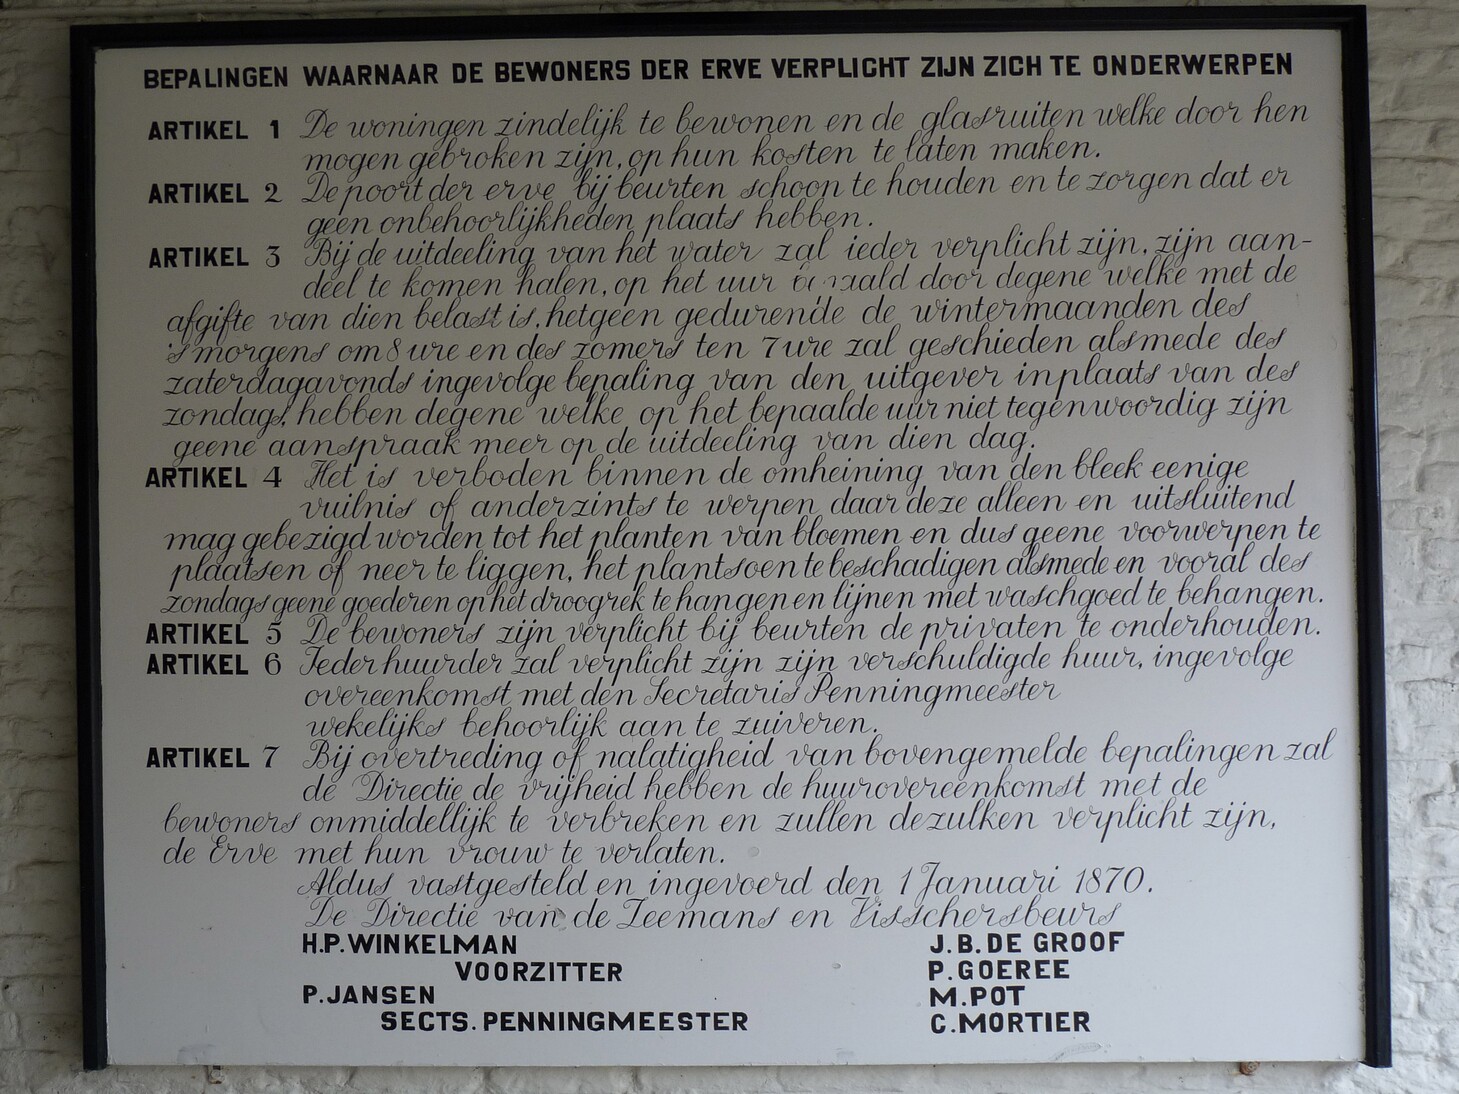 BEPALINGEN WAARNAAR DE BEWONERS DER ERVE VERPLICHT ZIJN ZICH TE ONDERWERPEN
ARTIKEL 1 De woningen zindelijk te bewonen en de glasruiten welke door hen
mogen gebroken zijn, op hun kosten te laten maken.
ARTIKEL 2 De poort der erve bij beurten schoon te houden en te zorgen dat er
geen onbehoorlijkheden plaats hebben.
ARTIKEL 3 Bij de uitdeeling van het water zal ieder verplicht zijn, zijn aan-
deel te komen halen, op het uur door degene welke met de
afgifte van dien belast is, hetgeen gedurende de wintermaanden des
's morgens om 8 ure en des zomers ten 7 ure zal geschieden alsmede des
zaterdagavonds ingevolge bepaling van den uitgever inplaats van des
zondags, hebben degene welke op het bepaalde uur niet tegenwoordig zijn
geene aanspraak meer op de uitdeeling van dien dag.
ARTIKEL 4 Het is verboden binnen de omheining van den bleek eenige
vuilnis of anderzints te werpen daar deze alleen en uitsluitend
mag gebezigd worden tot het planten van bloemen en dus geene voorwerpen te
plaatsen of neer te liggen, het plantsoen te beschadigen alsmede en vooral des
zondags geene goederen op het droogrek te hangen en lijnen met waschgoed te behangen.
ARTIKEL 5 De bewoners zijn verplicht bij beurten de privaten te onderhouden.
ARTIKEL 6 Ieder huurder zal verplicht zijn zijn verschuldigde huur, ingevolge
overeenkomst met den Secretaris Penningmeester
wekelijks behoorlijk aan te zuiveren.
ARTIKEL 7 Bij overtreding of nalatigheid van bovengemelde bepalingen zal
de Directie de vrijheid hebben de huurovereenkomst met de
bewoners onmiddellijk te verbreken en zullen dezulken verplicht zijn,
de Erve met hun vrouw te verlaten.
Aldus vastgesteld en ingevoerd den 1 Januari 1870.
De Directie van de Zeemans en Visschersbeurs
H.P. WINKELMAN
VOORZITTER
P. JANSEN
SECTS. PENNINGMEESTER
J.B. DE GROOF
P. GOEREE
M. POT
C. MORTIER